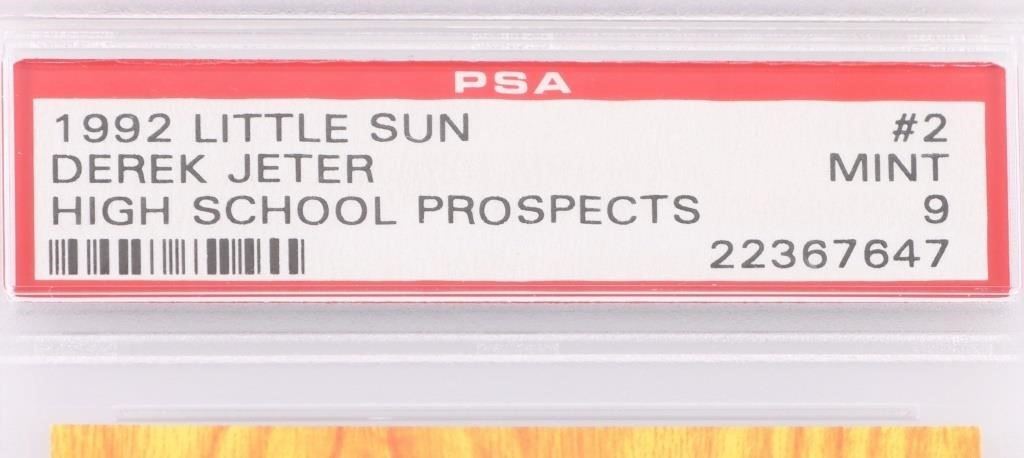 PSA
1992 LITTLE SUN #2
DEREK JETER MINT
HIGH SCHOOL PROSPECTS 9
22367647